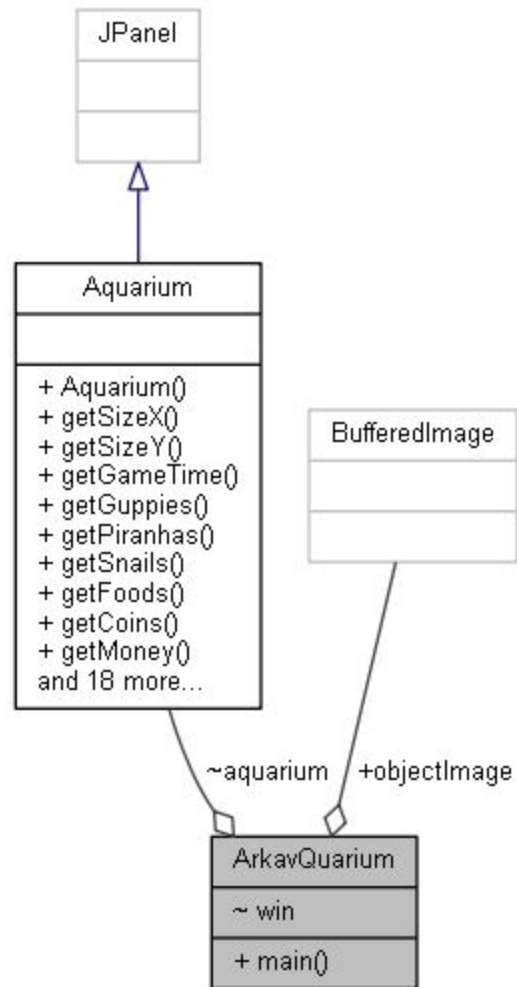 JPanel
Aquarium
+ Aquarium()
+ getSizeX()
+ getSizeY()
+ getGameTime()
+ getGuppies()
+ getPiranhas()
+ getSnails()
+ getFoods()
+ getCoins()
+ getMoney()
and 18 more...
BufferedImage
~aquarium
+objectImage
ArkavQuarium
~ win
+ main()